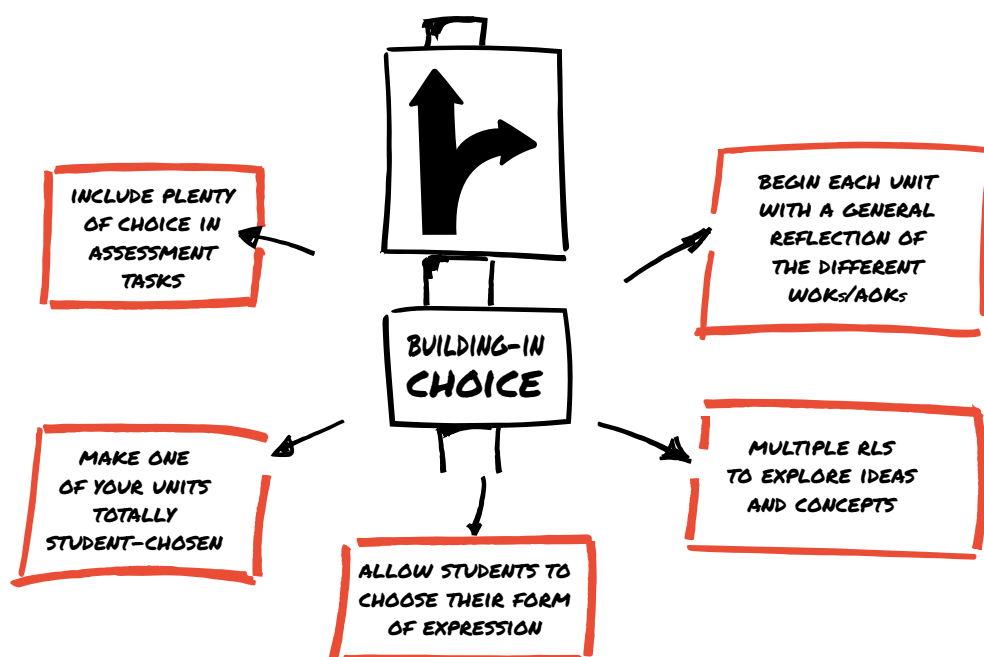 INCLUDE PLENTY
OF CHOICE IN
ASSESSMENT
TASKS
BEGIN EACH UNIT
WITH A GENERAL
REFLECTION OF
THE DIFFERENT
WOKs/AOKs
BUILDING-IN
CHOICE
MAKE ONE
OF YOUR UNITS
TOTALLY
STUDENT-CHOSEN
MULTIPLE RLS
TO EXPLORE IDEAS
AND CONCEPTS
ALLOW STUDENTS TO
CHOOSE THEIR FORM
OF EXPRESSION